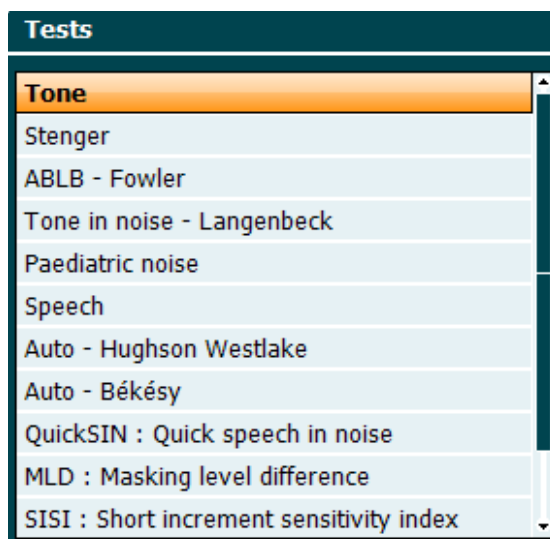 Tests
Tone
Stenger
ABLB - Fowler
Tone in noise - Langenbeck
Paediatric noise
Speech
Auto - Hughson Westlake
Auto - Békésy
QuickSIN : Quick speech in noise
MLD : Masking level difference
SISI : Short increment sensitivity index